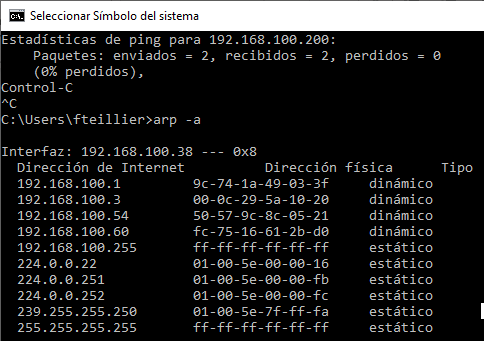 Seleccionar Símbolo del sistema
Estadísticas de ping para 192.168.100.200:
Paquetes: enviados = 2, recibidos = 2, perdidos = 0
(0% perdidos),
Control-C
^C
C:\Users\fteillier>arp -a
Interfaz: 192.168.100.38 --- 0x8
Dirección de Internet Dirección física Tipo
192.168.100.1 9c-74-1a-49-03-3f dinámico
192.168.100.3 00-0c-29-5a-10-20 dinámico
192.168.100.54 50-57-9c-8c-05-21 dinámico
192.168.100.60 fc-75-16-61-2b-d0 dinámico
192.168.100.255 ff-ff-ff-ff-ff-ff estático
224.0.0.22 01-00-5e-00-00-16 estático
224.0.0.251 01-00-5e-00-00-fb estático
224.0.0.252 01-00-5e-00-00-fc estático
239.255.255.250 01-00-5e-7f-ff-fa estático
255.255.255.255 ff-ff-ff-ff-ff-ff estático